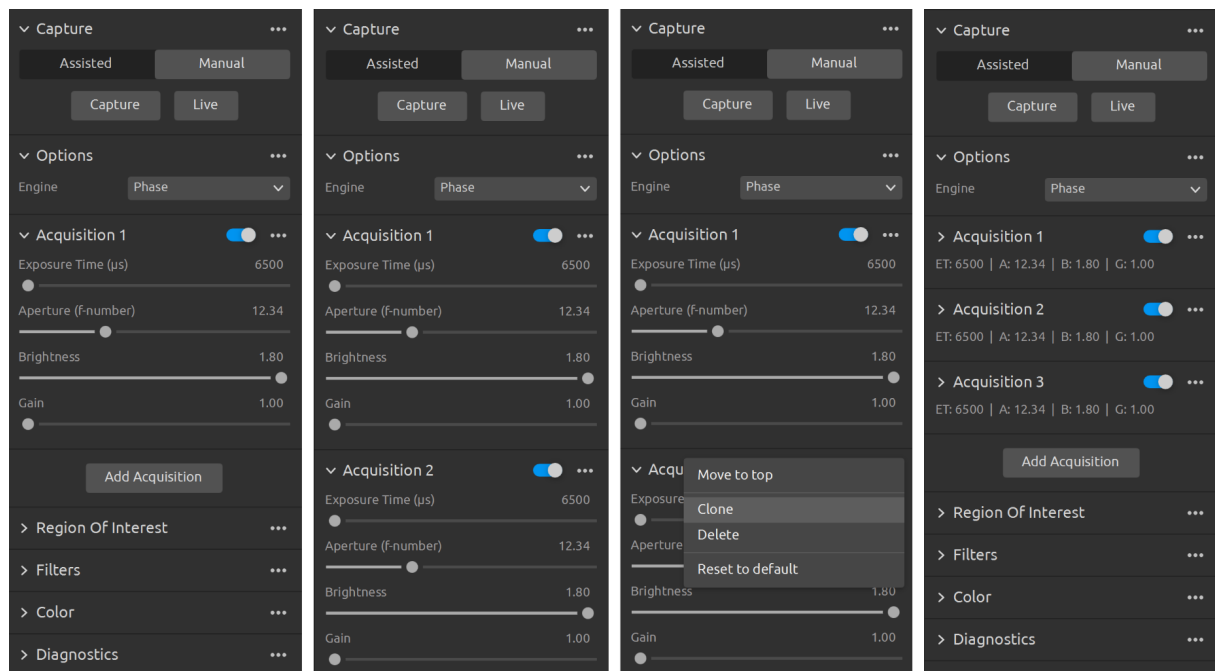 Capture
Assisted Manual
Capture Live
Options
Engine Phase
Acquisition 1
Exposure Time (µs) 6500
Aperture (f-number) 12.34
Brightness 1.80
Gain 1.00
Add Acquisition
Region Of Interest
Filters
Color
Diagnostics
Capture
Assisted Manual
Capture Live
Options
Engine Phase
Acquisition 1
Exposure Time (µs) 6500
Aperture (f-number) 12.34
Brightness 1.80
Gain 1.00
Acquisition 2
Exposure Time (µs) 6500
Aperture (f-number) 12.34
Brightness 1.80
Gain 1.00
Capture
Assisted Manual
Capture Live
Options
Engine Phase
Acquisition 1
Exposure Time (µs) 6500
Aperture (f-number) 12.34
Brightness 1.80
Gain 1.00
Acqu
Move to top
Exposure
Clone
Delete
Aperture
Reset to default
Brightness 1.80
Gain 1.00
Capture
Assisted Manual
Capture Live
Options
Engine Phase
Acquisition 1
ET: 6500 | A: 12.34 | B: 1.80 | G: 1.00
Acquisition 2
ET: 6500 | A: 12.34 | B: 1.80 | G: 1.00
Acquisition 3
ET: 6500 | A: 12.34 | B: 1.80 | G: 1.00
Add Acquisition
Region Of Interest
Filters
Color
Diagnostics